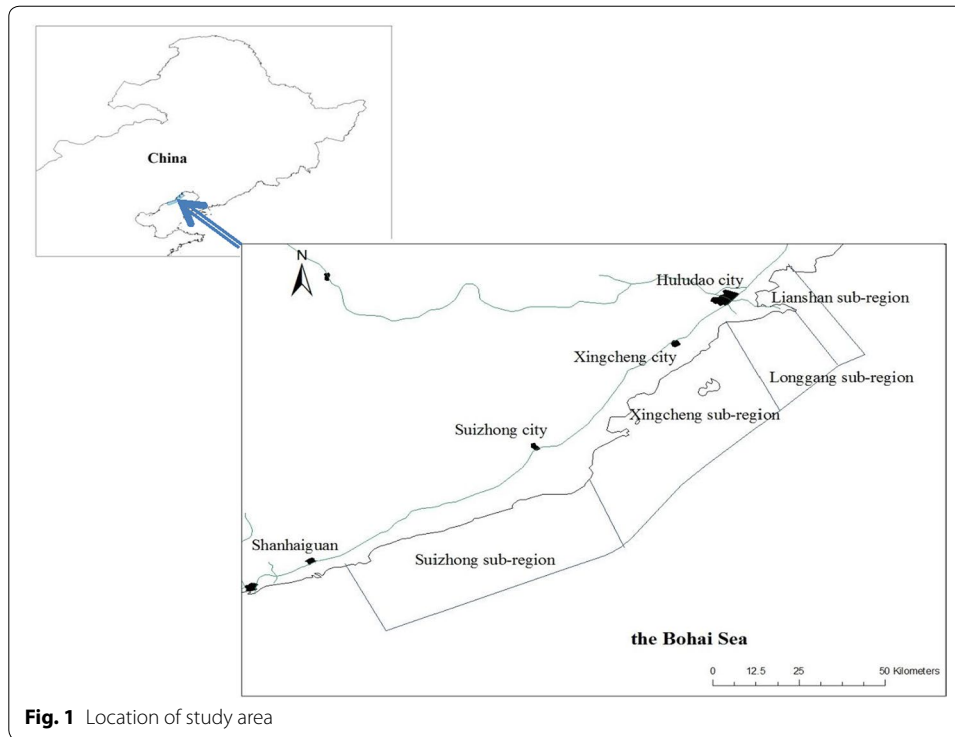 China
N
Huludao city
Lianshan sub-region
Xingcheng city
Longgang sub-region
Xingcheng sub-region
Suizhong city
Shanhaiguan
Suizhong sub-region
the Bohai Sea
0 12.5 25 50 Kilometers
Fig. 1 Location of study area